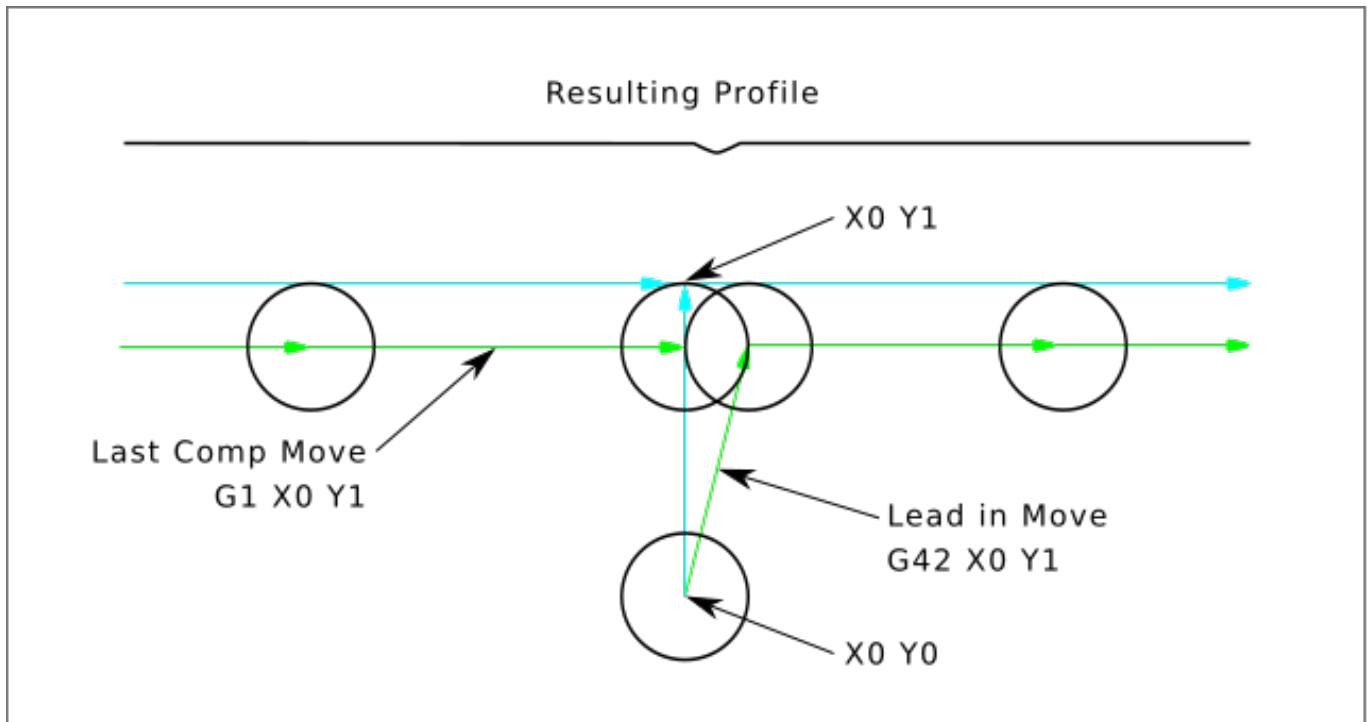 Resulting Profile
X0 Y1
Last Comp Move
G1 X0 Y1
Lead in Move
G42 X0 Y1
X0 Y0